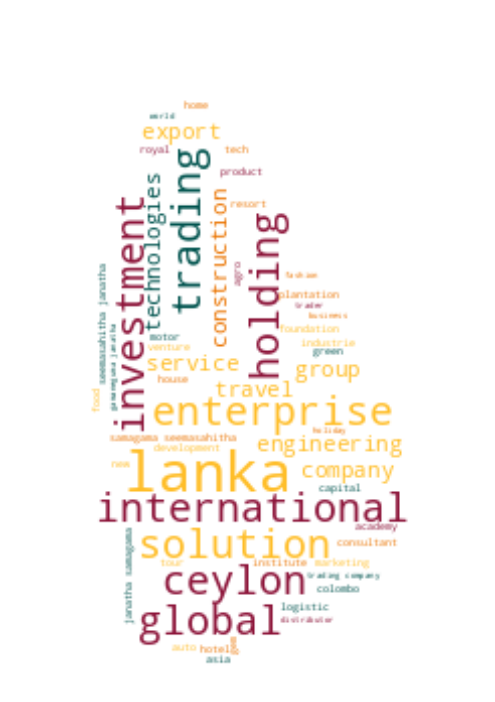 home
world
export
royal
tech
trading
product
technologies
construction
investment
resort
holding
agro
seemasahitha janatha
fashion
plantation
trader
business
foundation
motor
industrie
venture
green
service
group
house
travel
food
enterprise
holiday
samagama seemasahitha
engineering
development
new
lanka
company
capital
international
academy
solution
consultant
janatha samagama
tour
institute
marketing
ceylon
trading company
colombo
global
logistic
distributor
auto
hotel
gem
asia